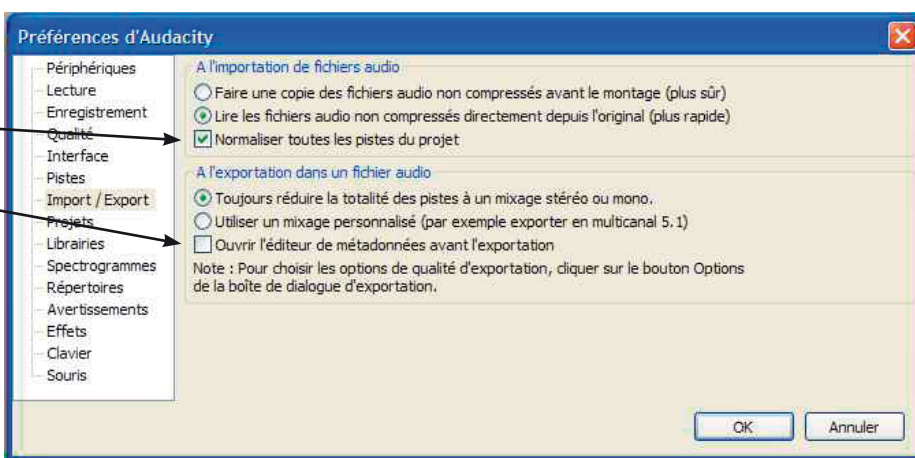 Préférences d'Audacity
Périphériques
Lecture
Enregistrement
Qualité
Interface
Pistes
Import / Export
Projets
Librairies
Spectrogrammes
Répertoires
Avertissements
Effets
Clavier
Souris
A l'importation de fichiers audio
Faire une copie des fichiers audio non compressés avant le montage (plus sûr)
Lire les fichiers audio non compressés directement depuis l'original (plus rapide)
Normaliser toutes les pistes du projet
A l'exportation dans un fichier audio
Toujours réduire la totalité des pistes à un mixage stéréo ou mono.
Utiliser un mixage personnalisé (par exemple exporter en multicanal 5.1)
Ouvrir l'éditeur de métadonnées avant l'exportation
Note : Pour choisir les options de qualité d'exportation, cliquer sur le bouton Options
de la boîte de dialogue d'exportation.
OK
Annuler